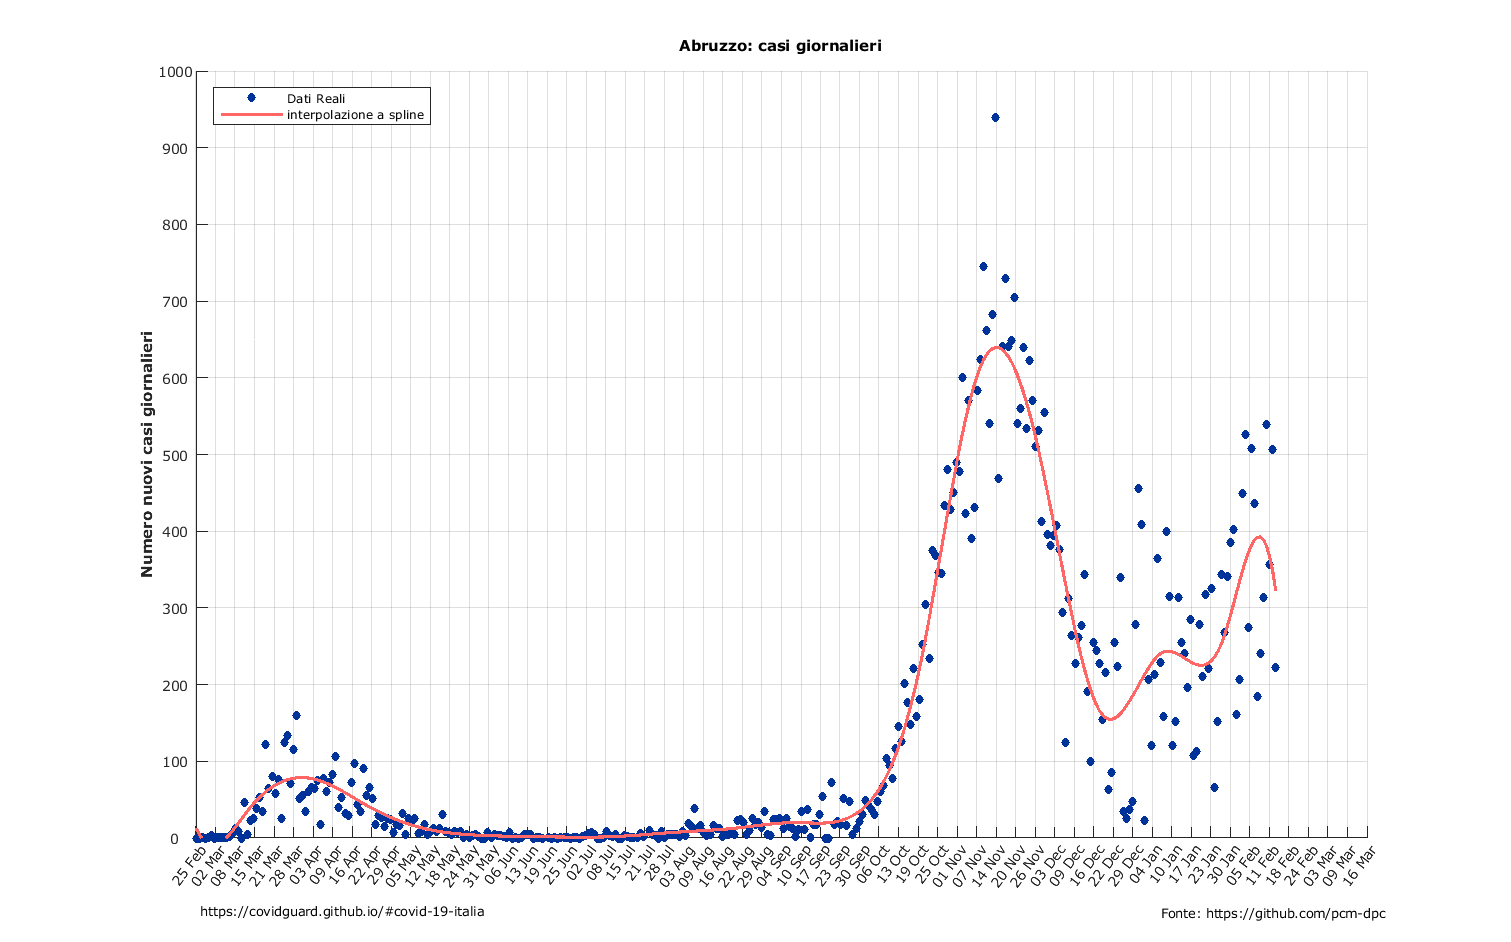 Abruzzo: casi giornalieri
Dati Reali
interpolazione a spline
Numero nuovi casi giornalieri
1000
900
800
700
600
500
400
300
200
100
0
25 Feb
02 Mar
08 Mar
15 Mar
21 Mar
28 Mar
03 Apr
09 Apr
16 Apr
22 Apr
29 Apr
05 May
12 May
18 May
24 May
31 May
06 Jun
13 Jun
19 Jun
25 Jun
02 Jul
08 Jul
15 Jul
21 Jul
28 Jul
03 Aug
09 Aug
16 Aug
22 Aug
29 Aug
04 Sep
10 Sep
17 Sep
23 Sep
30 Sep
06 Oct
13 Oct
19 Oct
25 Oct
01 Nov
07 Nov
14 Nov
20 Nov
26 Nov
03 Dec
09 Dec
16 Dec
22 Dec
29 Dec
04 Jan
10 Jan
17 Jan
23 Jan
30 Jan
05 Feb
11 Feb
18 Feb
24 Feb
03 Mar
09 Mar
16 Mar
https://covidguard.github.io/#covid-19-italia
Fonte: https://github.com/pcm-dpc